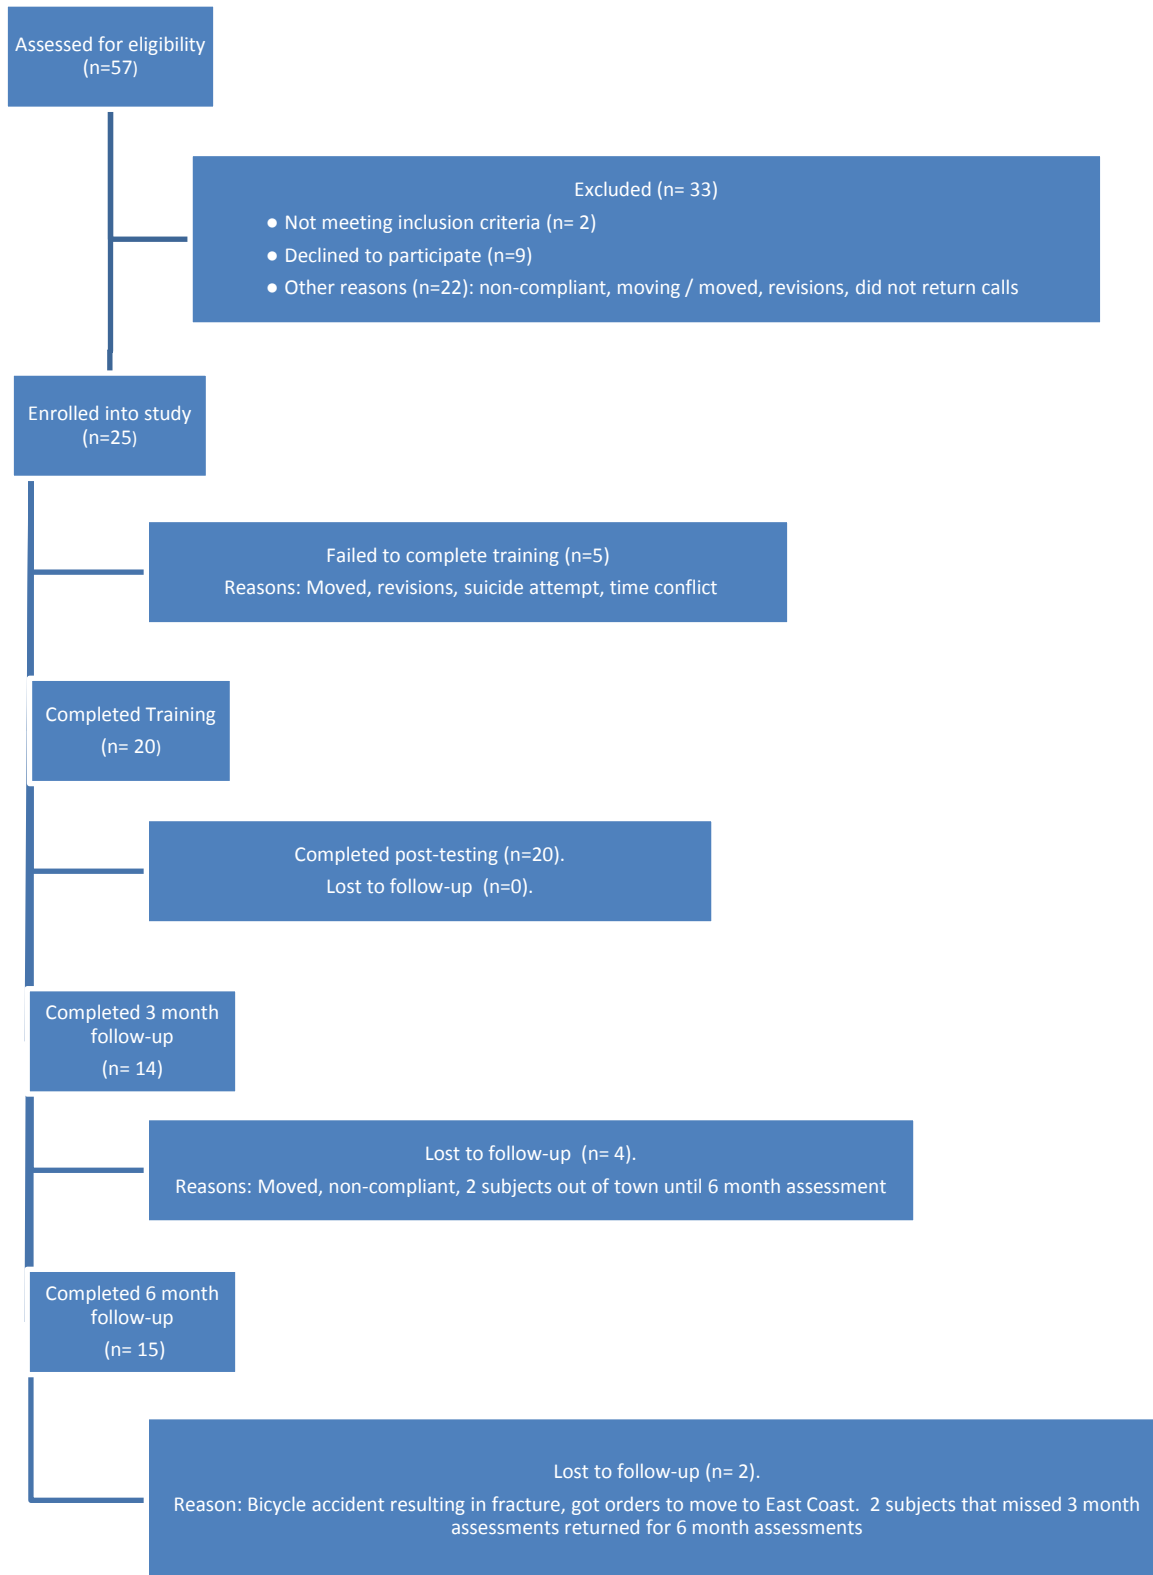 Assessed for eligibility
(n=57)
Excluded (n= 33)
● Not meeting inclusion criteria (n= 2)
● Declined to participate (n=9)
● Other reasons (n=22): non-compliant, moving / moved, revisions, did not return calls
Enrolled into study
(n=25)
Failed to complete training (n=5)
Reasons: Moved, revisions, suicide attempt, time conflict
Completed Training
(n= 20)
Completed post-testing (n=20).
Lost to follow-up  (n=0).
Completed 3 month
follow-up
(n= 14)
Lost to follow-up  (n= 4).
Reasons: Moved, non-compliant, 2 subjects out of town until 6 month assessment
Completed 6 month
follow-up
(n= 15)
Lost to follow-up (n= 2).
Reason: Bicycle accident resulting in fracture, got orders to move to East Coast.  2 subjects that missed 3 month
assessments returned for 6 month assessments